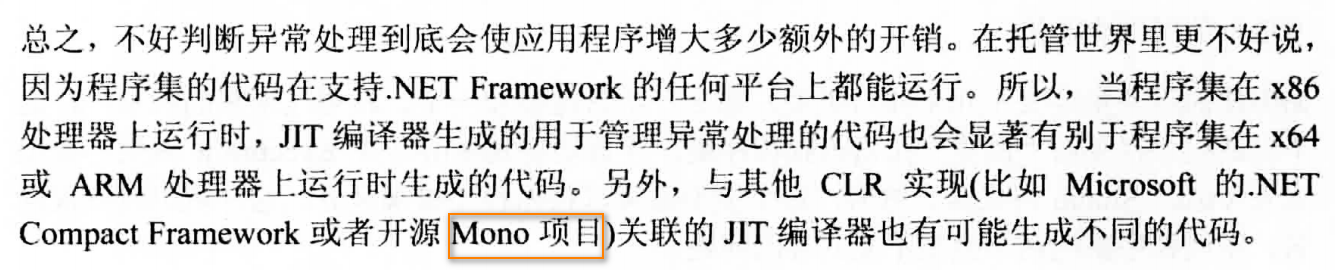 总之，不好判断异常处理到底会使应用程序增大多少额外的开销。在托管世界里更不好说，
因为程序集的代码在支持.NET Framework 的任何平台上都能运行。所以，当程序集在 x86
处理器上运行时，JIT 编译器生成的用于管理异常处理的代码也会显著有别于程序集在 x64
或 ARM 处理器上运行时生成的代码。另外，与其他 CLR 实现(比如 Microsoft 的.NET
Compact Framework 或者开源 Mono 项目)关联的 JIT 编译器也有可能生成不同的代码。